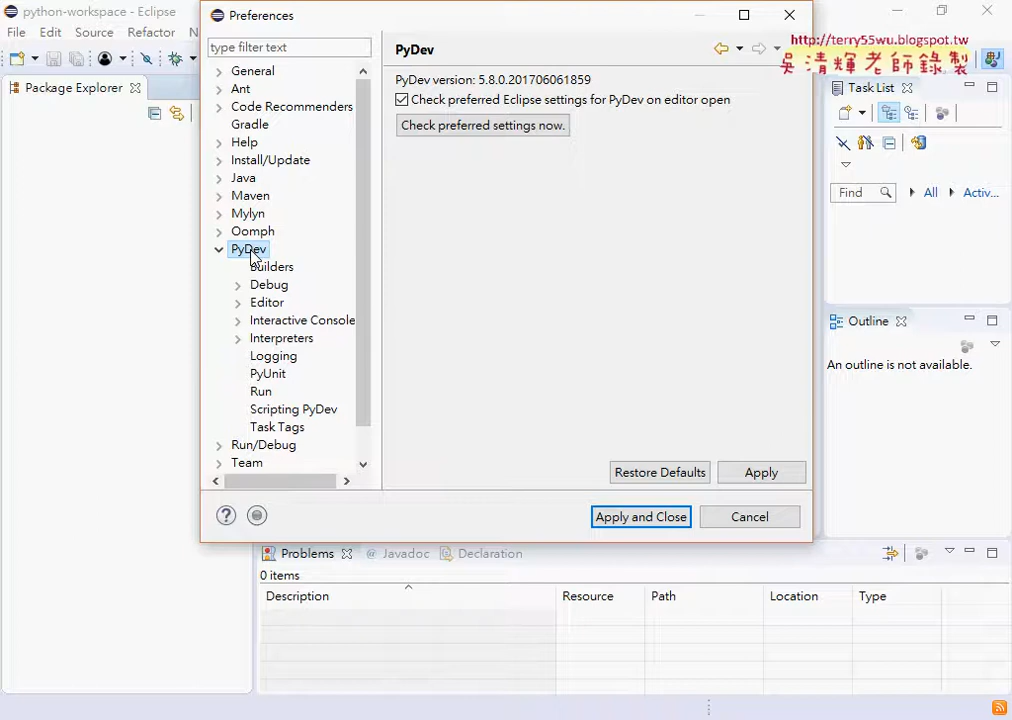 python-workspace - Eclipse
File Edit Source Refactor N
Package Explorer
Preferences
type filter text
General
Ant
Code Recommenders
Gradle
Help
Install/Update
Java
Maven
Mylyn
Oomph
PyDev
Builders
Debug
Editor
Interactive Console
Interpreters
Logging
PyUnit
Run
Scripting PyDev
Task Tags
Run/Debug
Team
PyDev
PyDev version: 5.8.0.201706061859
Check preferred Eclipse settings for PyDev on editor open
Check preferred settings now.
Restore Defaults Apply
Apply and Close Cancel
http://terry55wu.blogspot.tw
吳清輝老師錄製
Task List
Find All Activ...
Outline
An outline is not available.
Problems @ Javadoc Declaration
0 items
Description Resource Path Location Type